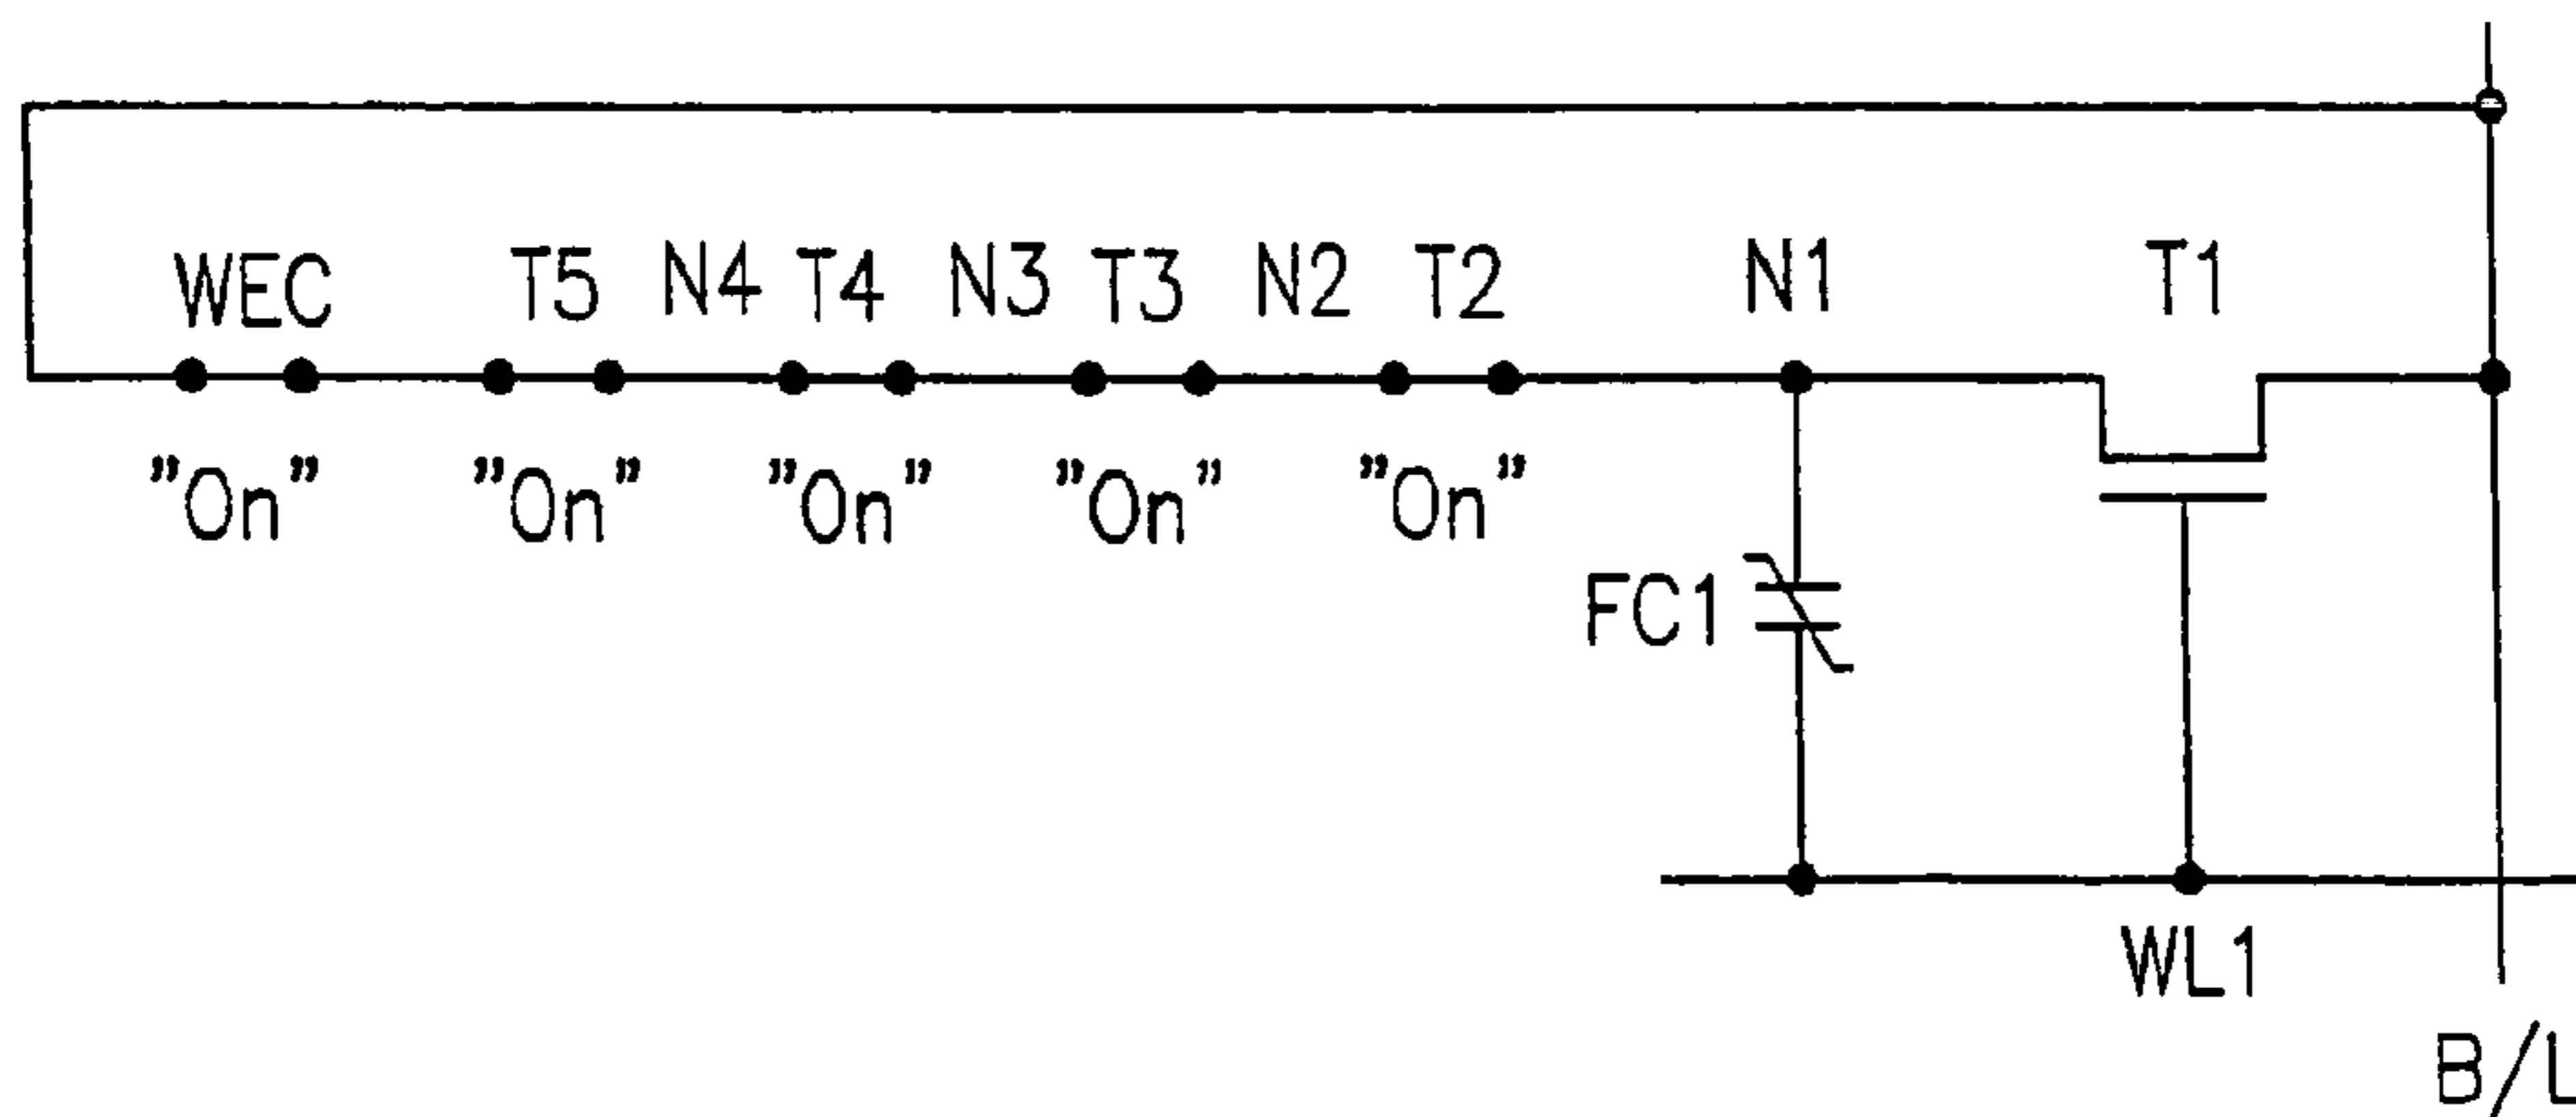 WEC T5 N4 T4 N3 T3 N2 T2 N1 T1
"On" "On" "On" "On" "On"
FC1
WL1
B/L